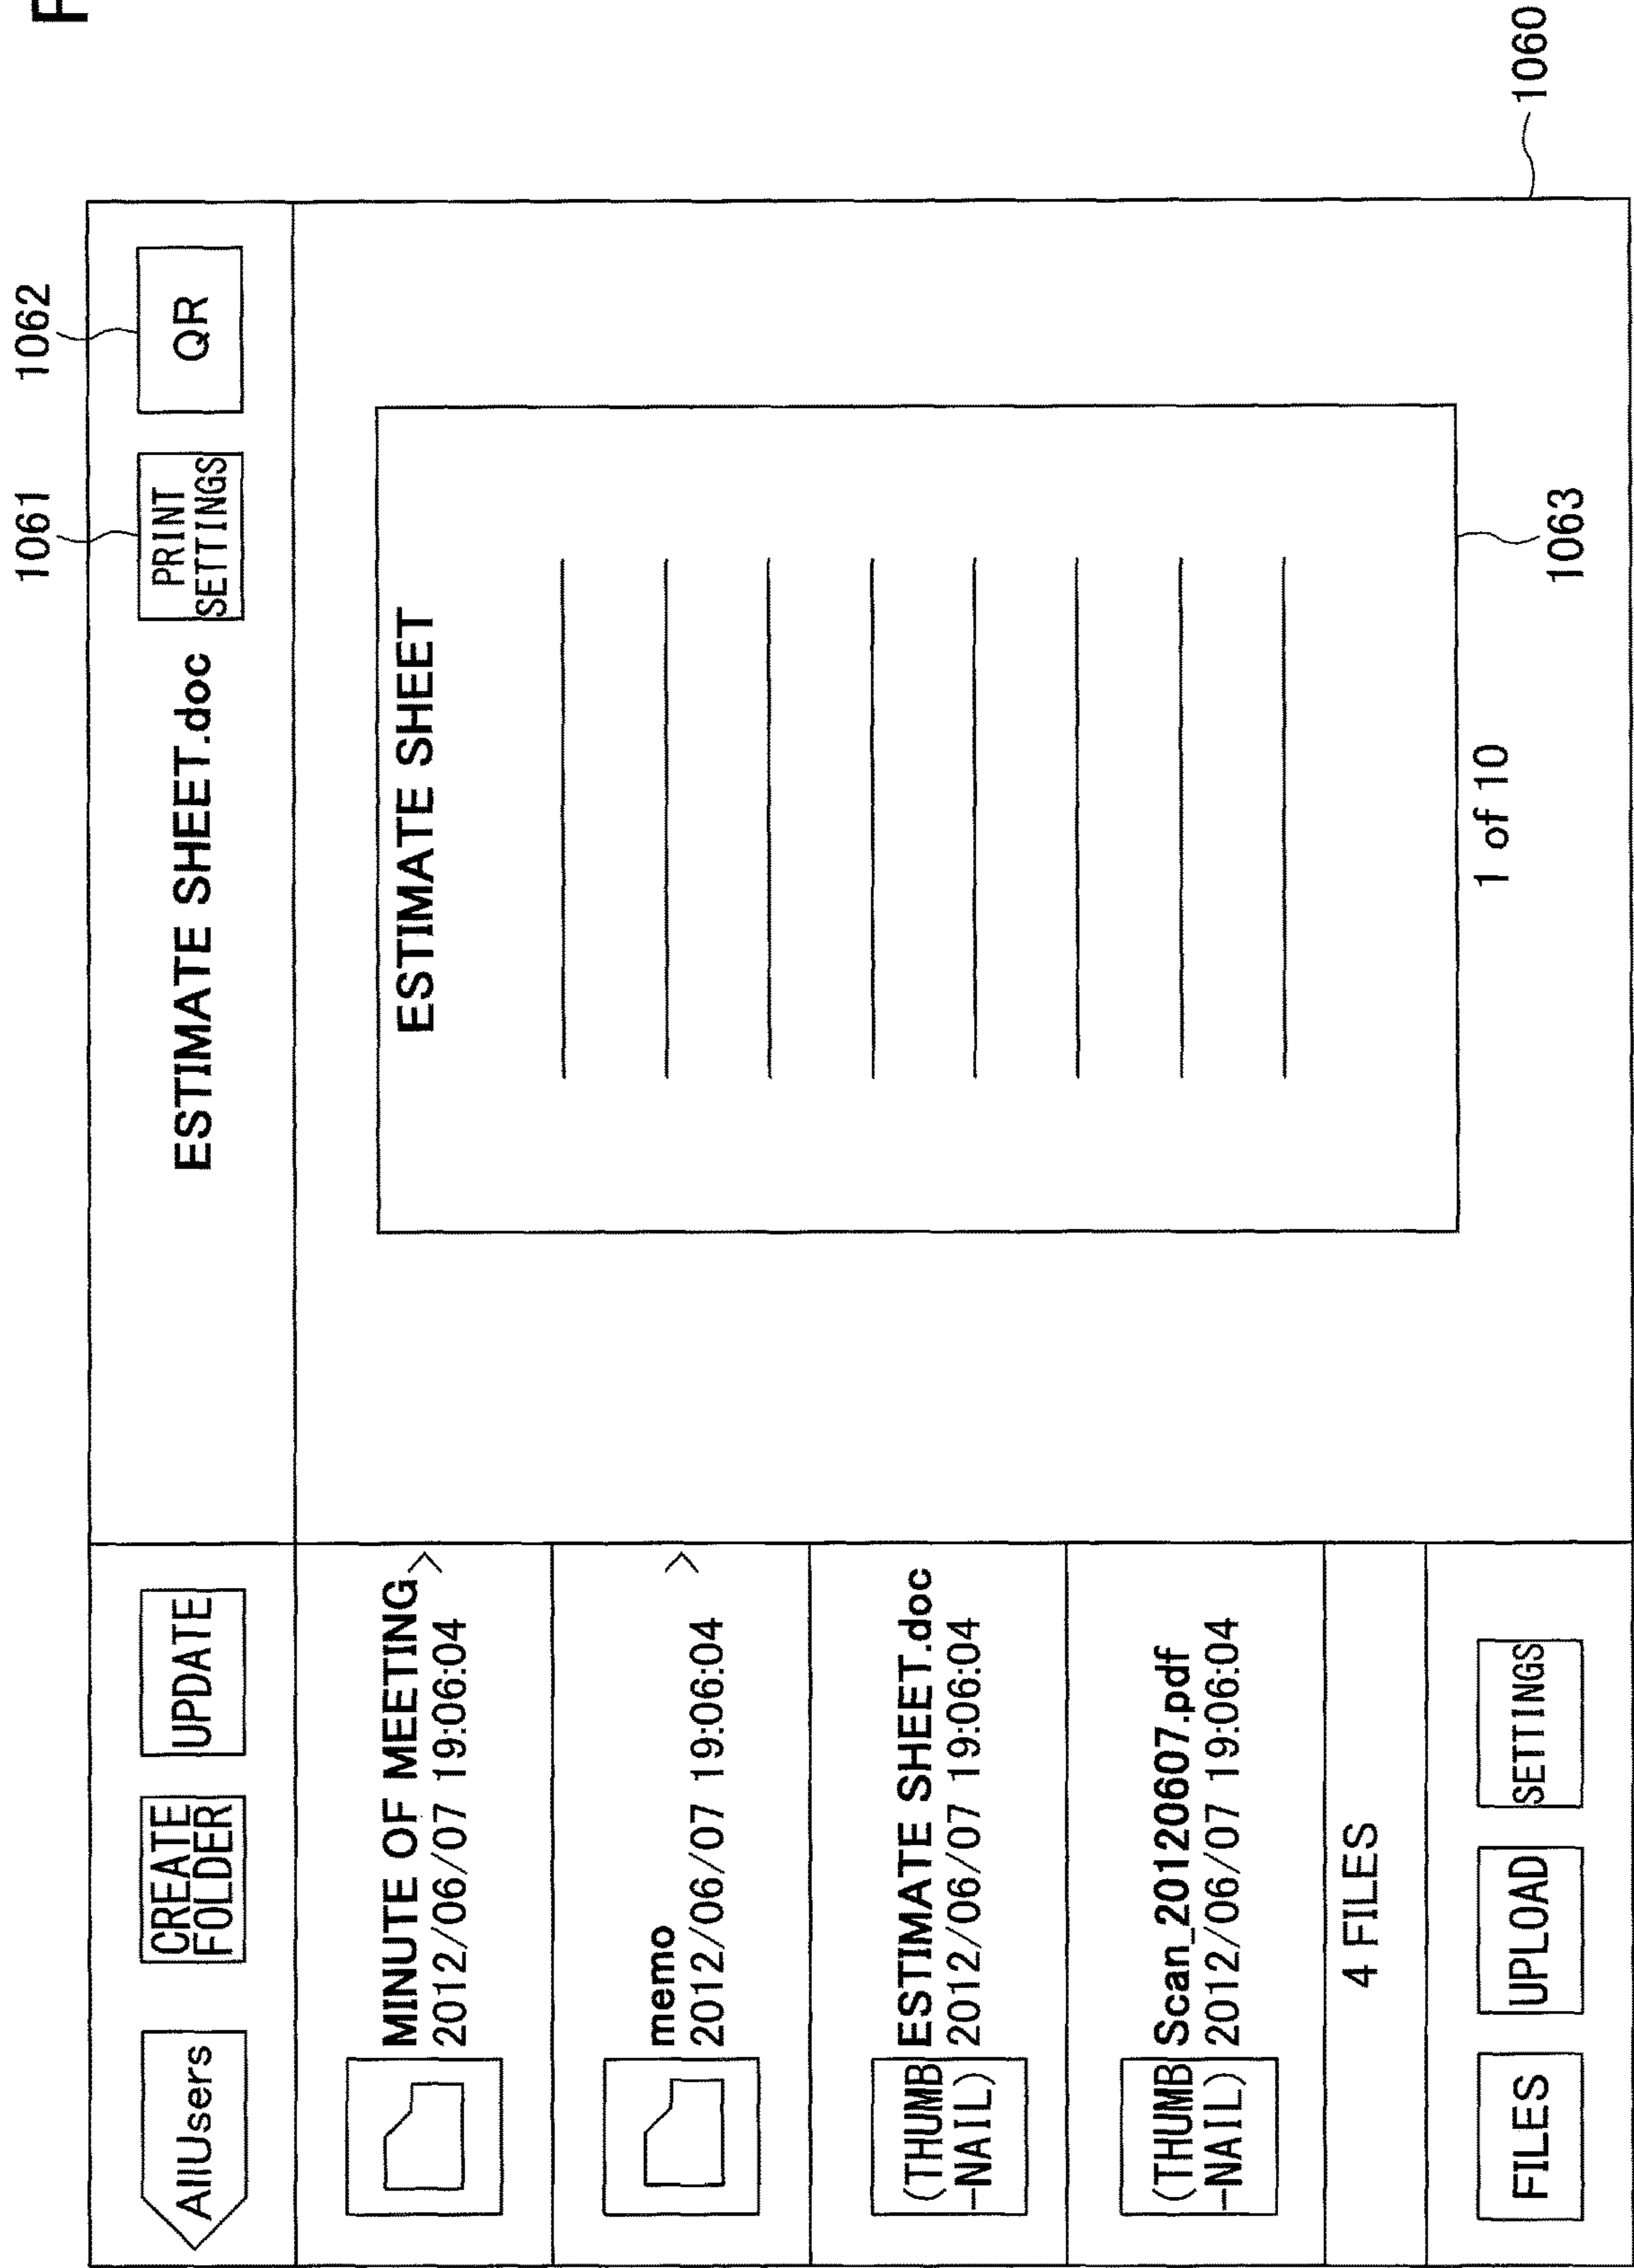 F
1061
1062
AllUsers
CREATE
FOLDER
UPDATE
ESTIMATE SHEET.doc
PRINT
SETTINGS
QR
MINUTE OF MEETING >
2012/06/07 19:06:04
memo
2012/06/07 19:06:04 >
(THUMB
-NAIL)
ESTIMATE SHEET.doc
2012/06/07 19:06:04
(THUMB
-NAIL)
Scan_20120607.pdf
2012/06/07 19:06:04
4 FILES
FILES
UPLOAD
SETTINGS
ESTIMATE SHEET
1 of 10
1063
1060